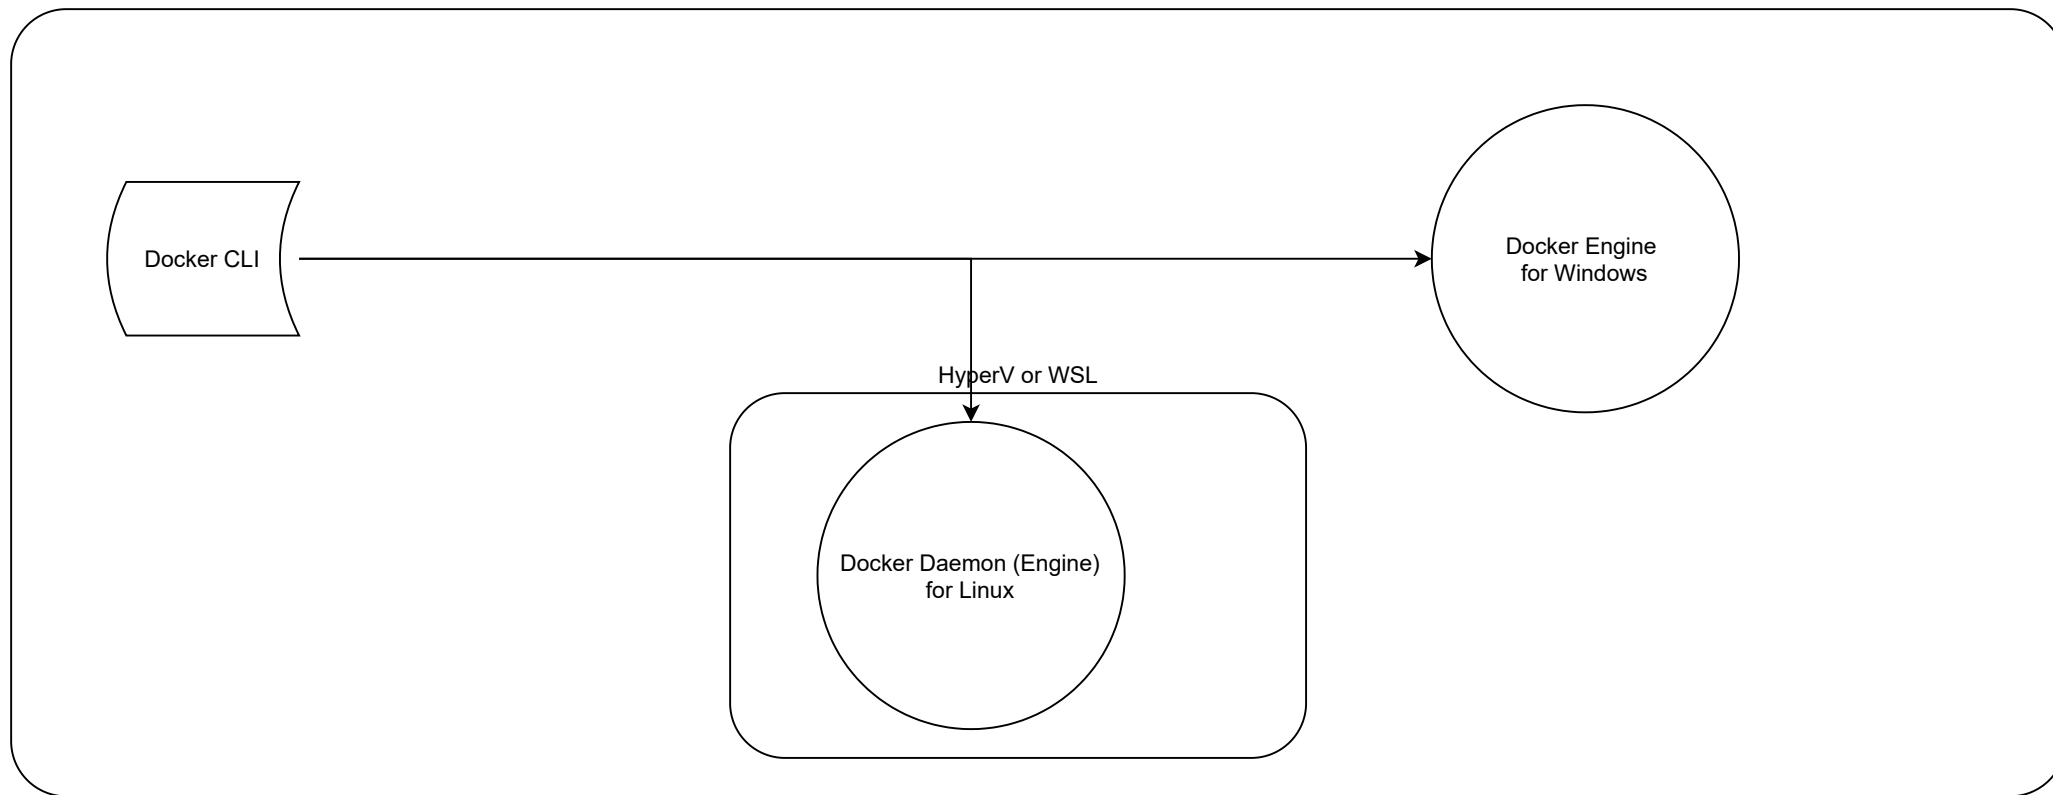 Docker CLI
Docker Engine
for Windows
HyperV or WSL
Docker Daemon (Engine)
for Linux